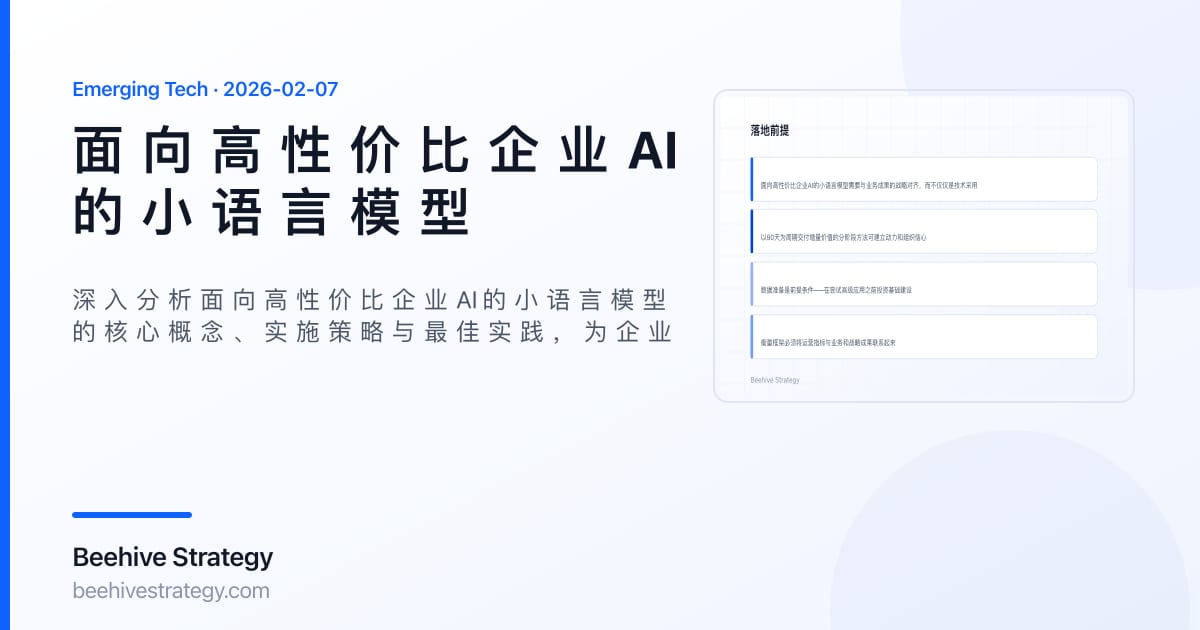 Emerging Tech · 2026-02-07
面向高性价比企业AI
的小语言模型
深入分析面向高性价比企业AI的小语言模型
的核心概念、实施策略与最佳实践，为企业
落地前提
面向高性价比企业AI的小语言模型需要与业务成果的战略对齐，而不仅仅是技术采用
以90天为周期交付增量价值的分阶段方法可建立动力和组织信心
数据准备是前提条件——在尝试高级应用之前投资基础建设
衡量框架必须将运营指标与业务和战略成果联系起来
Beehive Strategy
Beehive Strategy
beehivestrategy.com